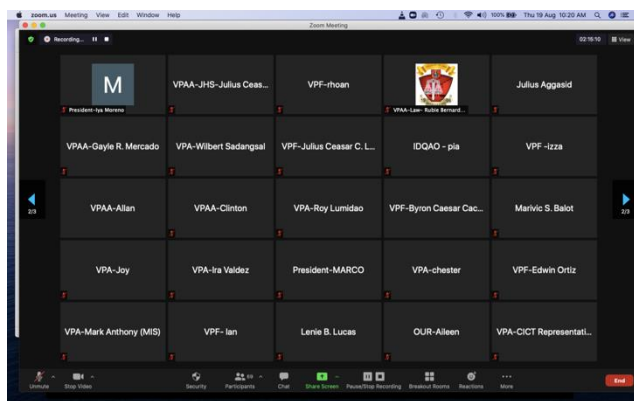 zoom.us Meeting View Edit Window Help
100% Thu 19 Aug 10:20 AM
Zoom Meeting
Recording...
02:15:10 View
M
President-Iya Moreno
VPAA-JHS-Julius Ceas...
VPF-rhoan
VPAA-Law- Rubie Bernard...
Julius Aggasid
VPAA-Gayle R. Mercado
VPA-Wilbert Sadangsal
VPF-Julius Ceasar C. L...
IDQAO - pia
VPF -izza
2/3
VPAA-Allan
VPAA-Clinton
VPA-Roy Lumidao
VPF-Byron Caesar Cac...
Marivic S. Balot
2/3
VPA-Joy
VPA-Ira Valdez
President-MARCO
VPA-chester
VPF-Edwin Ortiz
VPA-Mark Anthony (MIS)
VPF- Ian
Lenie B. Lucas
OUR-Aileen
VPA-CICT Representati...
Unmute
Stop Video
Security
Participants
Chat
Share Screen
Pause/Stop Recording
Breakout Rooms
Reactions
More
End